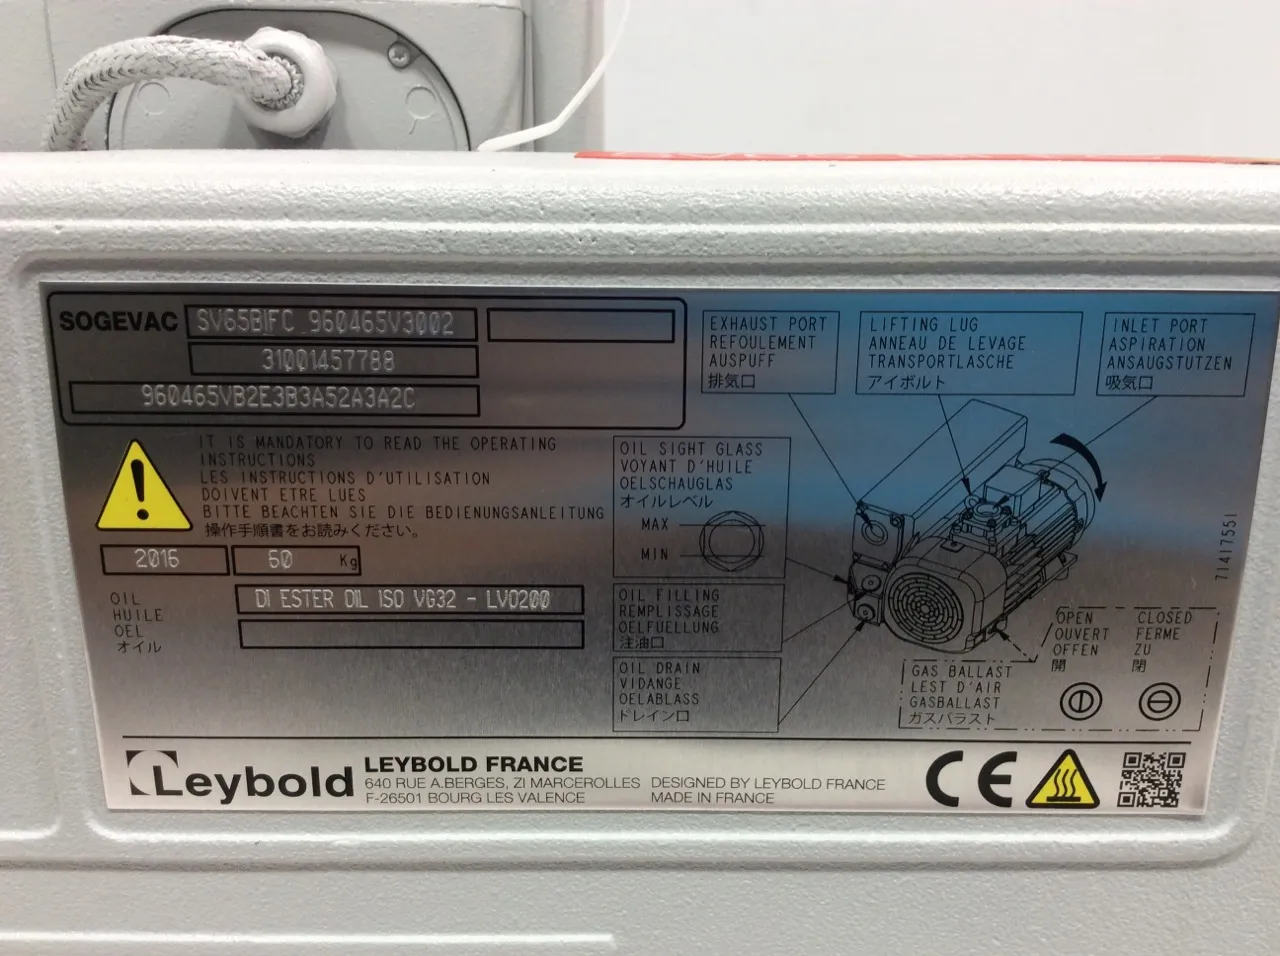 SOGEVAC SV65BIFC 960465V3002
31001457788
960465VB2E3B3A52A3A2C
IT IS MANDATORY TO READ THE OPERATING
INSTRUCTIONS
LES INSTRUCTIONS D'UTILISATION
DOIVENT ETRE LUES
BITTE BEACHTEN SIE DIE BEDIENUNGSANLEITUNG
操作手順書をお読みください。
2016
60 Kg
OIL
HUILE
OEL
オイル
DI ESTER OIL ISO VG32 - LVO200
EXHAUST PORT
REFOULEMENT
AUSPUFF
排気口
LIFTING LUG
ANNEAU DE LEVAGE
TRANSPORTLASCHE
アイボルト
INLET PORT
ASPIRATION
ANSAUGSTUTZEN
吸気口
OIL SIGHT GLASS
VOYANT D'HUILE
OELSCHAUGLAS
オイルレベル
MAX
MIN
OIL FILLING
REMPLISSAGE
OELFUELLUNG
注油口
OIL DRAIN
VIDANGE
OELABLASS
ドレイン口
GAS BALLAST
LEST D'AIR
GASBALLAST
ガスバラスト
OPEN
OUVERT
OFFEN
開
CLOSED
FERME
ZU
閉
71417551
Leybold
LEYBOLD FRANCE
640 RUE A.BERGES, ZI MARCEROLLES
F-26501 BOURG LES VALENCE
DESIGNED BY LEYBOLD FRANCE
MADE IN FRANCE
CE